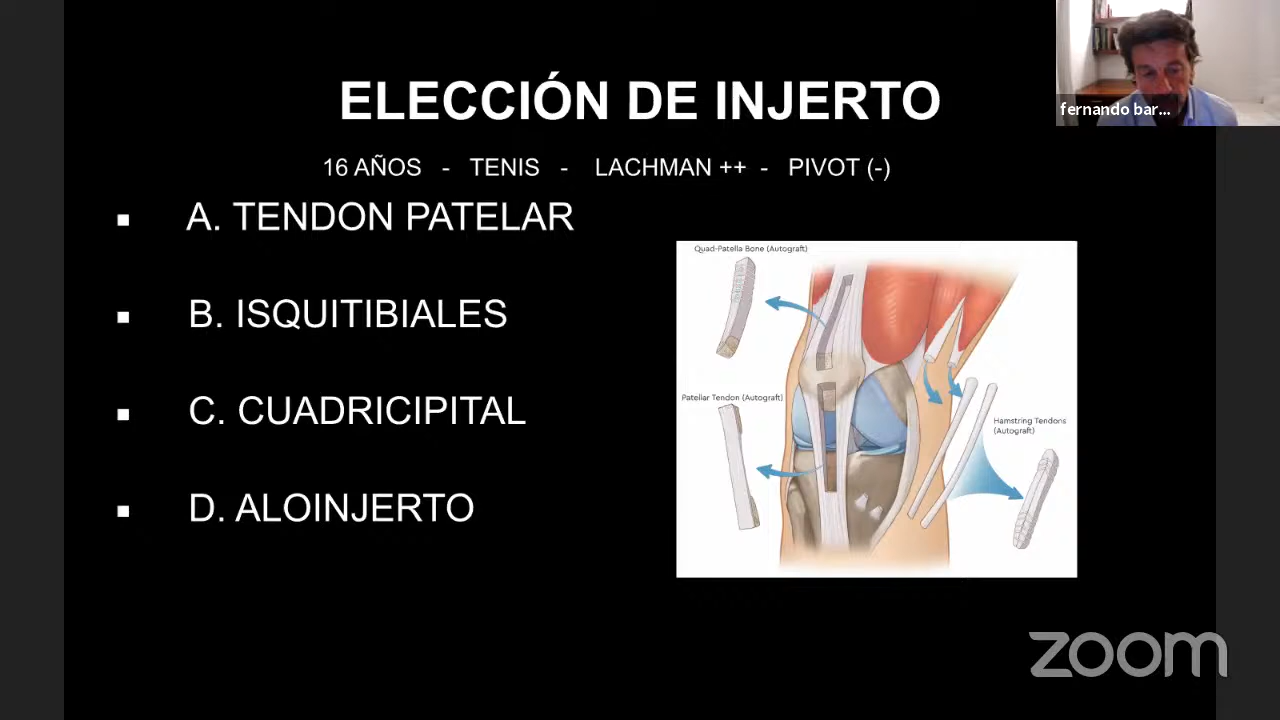 ELECCIÓN DE INJERTO
fernando bar...
16 AÑOS - TENIS - LACHMAN ++ - PIVOT (-)
▪ A. TENDON PATELAR
▪ B. ISQUITIBIALES
▪ C. CUADRICIPITAL
▪ D. ALOINJERTO
Quad-Patella Bone (Autograft)
Patellar Tendon (Autograft)
Hamstring Tendons
(Autograft)
zoom